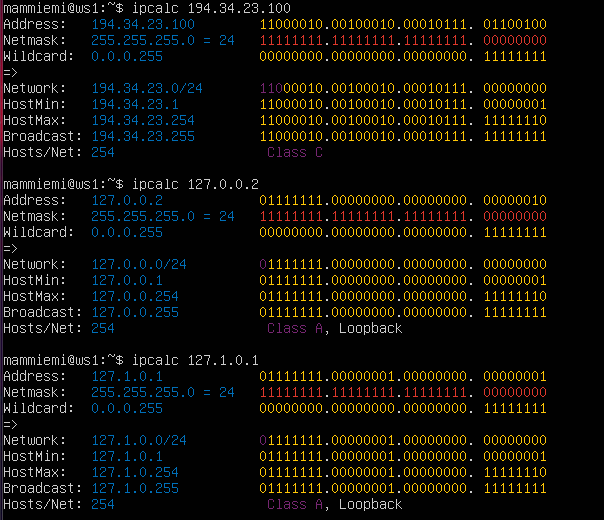 mammiemi@ws1:~$ ipcalc 194.34.23.100
Address:   194.34.23.100        11000010.00100010.00010111. 01100100
Netmask:   255.255.255.0 = 24   11111111.11111111.11111111. 00000000
Wildcard:  0.0.0.255            00000000.00000000.00000000. 11111111
=>
Network:   194.34.23.0/24       11000010.00100010.00010111. 00000000
HostMin:   194.34.23.1          11000010.00100010.00010111. 00000001
HostMax:   194.34.23.254        11000010.00100010.00010111. 11111110
Broadcast: 194.34.23.255        11000010.00100010.00010111. 11111111
Hosts/Net: 254                   Class C

mammiemi@ws1:~$ ipcalc 127.0.0.2
Address:   127.0.0.2            01111111.00000000.00000000. 00000010
Netmask:   255.255.255.0 = 24   11111111.11111111.11111111. 00000000
Wildcard:  0.0.0.255            00000000.00000000.00000000. 11111111
=>
Network:   127.0.0.0/24         01111111.00000000.00000000. 00000000
HostMin:   127.0.0.1            01111111.00000000.00000000. 00000001
HostMax:   127.0.0.254          01111111.00000000.00000000. 11111110
Broadcast: 127.0.0.255          01111111.00000000.00000000. 11111111
Hosts/Net: 254                   Class A, Loopback

mammiemi@ws1:~$ ipcalc 127.1.0.1
Address:   127.1.0.1            01111111.00000001.00000000. 00000001
Netmask:   255.255.255.0 = 24   11111111.11111111.11111111. 00000000
Wildcard:  0.0.0.255            00000000.00000000.00000000. 11111111
=>
Network:   127.1.0.0/24         01111111.00000001.00000000. 00000000
HostMin:   127.1.0.1            01111111.00000001.00000000. 00000001
HostMax:   127.1.0.254          01111111.00000001.00000000. 11111110
Broadcast: 127.1.0.255          01111111.00000001.00000000. 11111111
Hosts/Net: 254                   Class A, Loopback